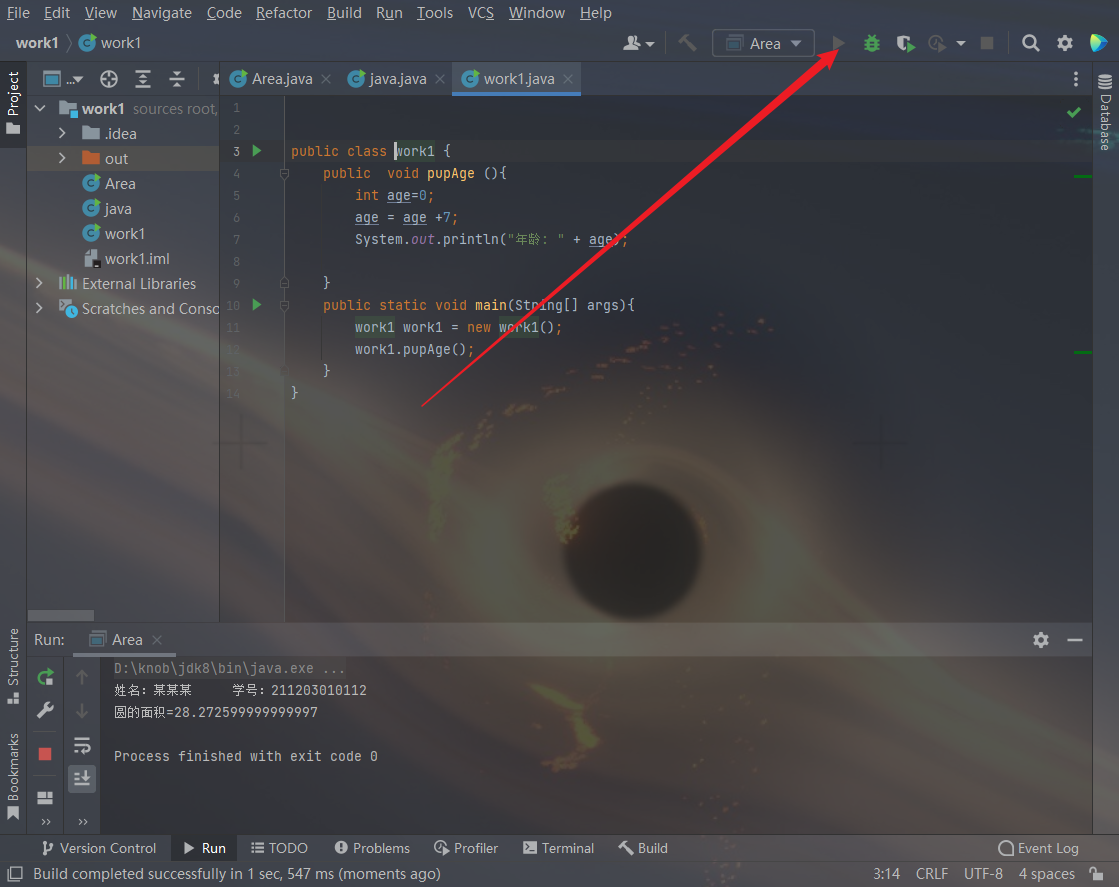 File Edit View Navigate Code Refactor Build Run Tools VCS Window Help
work1 work1 Area
Project
Area.java java.java work1.java
Database
work1 sources root,
.idea
out
Area
java
work1
work1.iml
External Libraries
Scratches and Conso
1
2
3 public class work1 {
4 public void pupAge (){
5 int age=0;
6 age = age +7;
7 System.out.println("年龄: " + age);
8
9 }
10 public static void main(String[] args){
11 work1 work1 = new work1();
12 work1.pupAge();
13 }
14 }
Structure
Bookmarks
Run: Area
D:\knob\jdk8\bin\java.exe ...
姓名: 某某某 学号: 211203010112
圆的面积=28.272599999999997
Process finished with exit code 0
Version Control Run TODO Problems Profiler Terminal Build Event Log
Build completed successfully in 1 sec, 547 ms (moments ago) 3:14 CRLF UTF-8 4 spaces